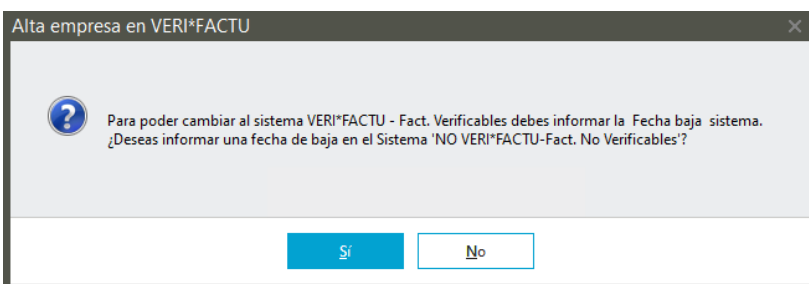 Alta empresa en VERI*FACTU
Para poder cambiar al sistema VERI*FACTU - Fact. Verificables debes informar la Fecha baja sistema.
¿Deseas informar una fecha de baja en el Sistema 'NO VERI*FACTU-Fact. No Verificables'?
Sí
No